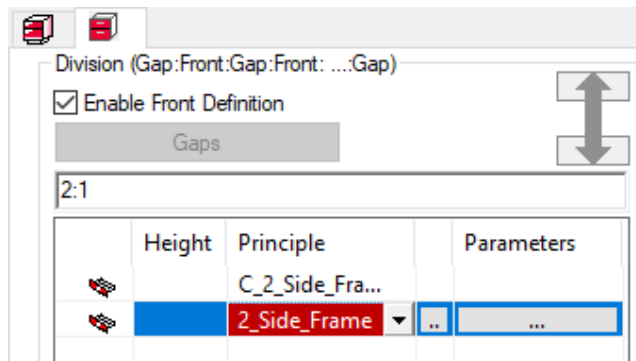 Division (Gap:Front:Gap:Front: ...:Gap)
Enable Front Definition
Gaps
2:1
Height Principle Parameters
C_2_Side_Fra...
2_Side_Frame .. ...